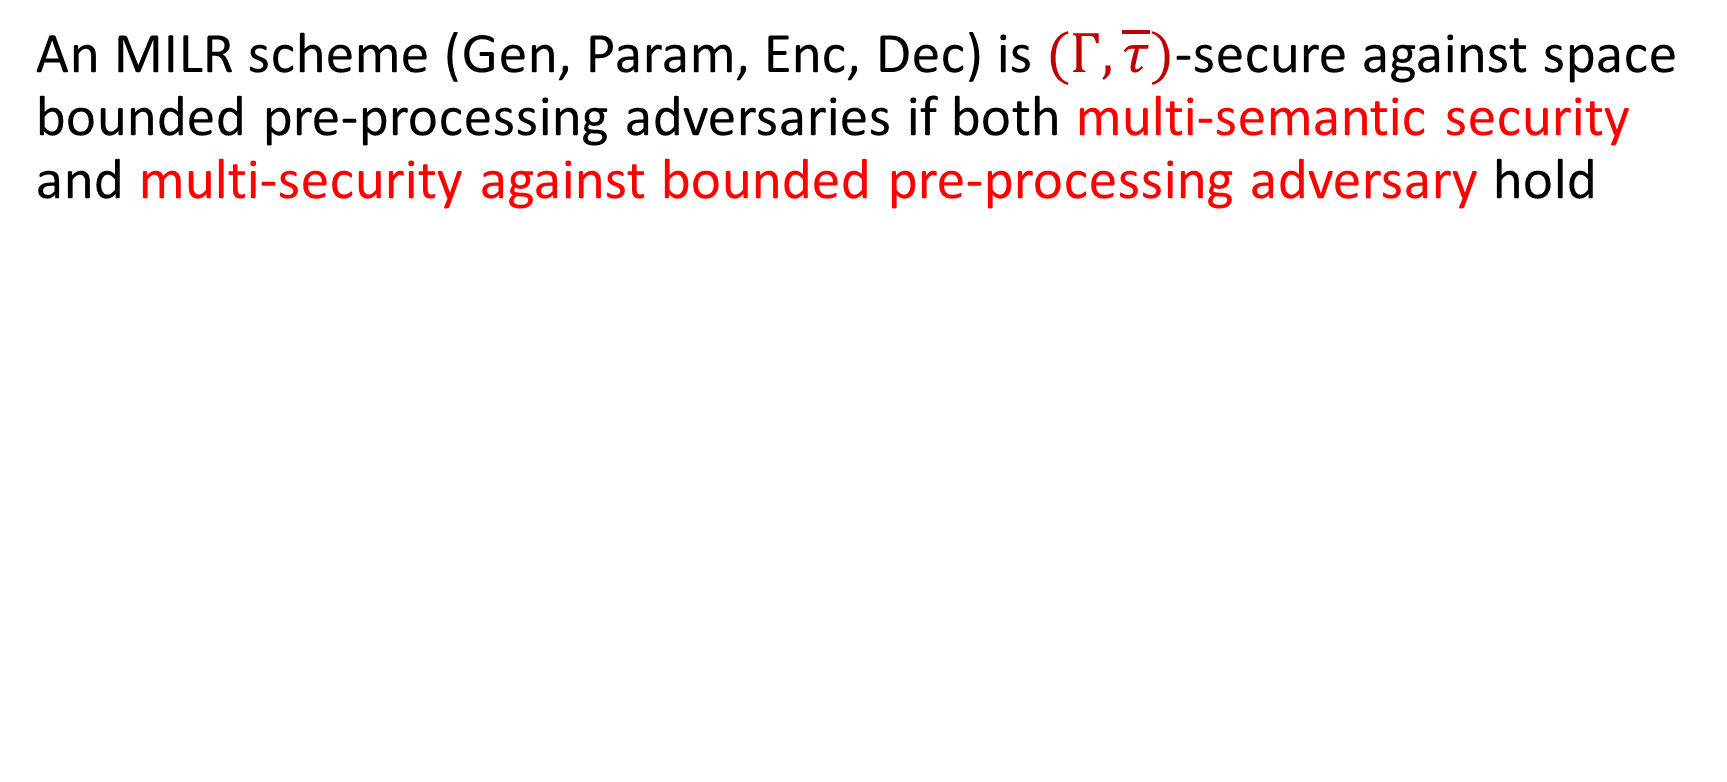 An MILR scheme (Gen, Param, Enc, Dec) is (Γ, τ̅)-secure against space
bounded pre-processing adversaries if both multi-semantic security
and multi-security against bounded pre-processing adversary hold